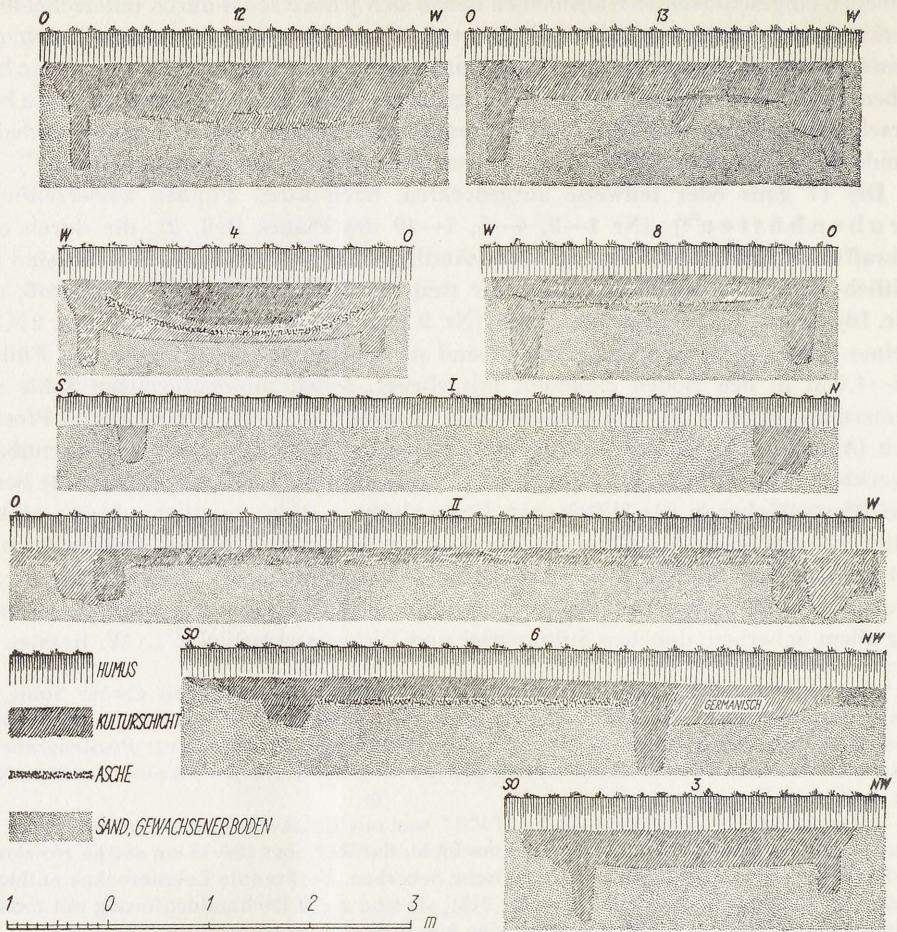 O 12 W
O 13 W
W 4 O
W 8 O
S I N
O II W
SO 6 NW
GERMANISCH
HUMUS
KULTURSCHICHT
ASCHE
SAND, GEWACHSENER BODEN
SO 3 NW
1 0 1 2 3
m